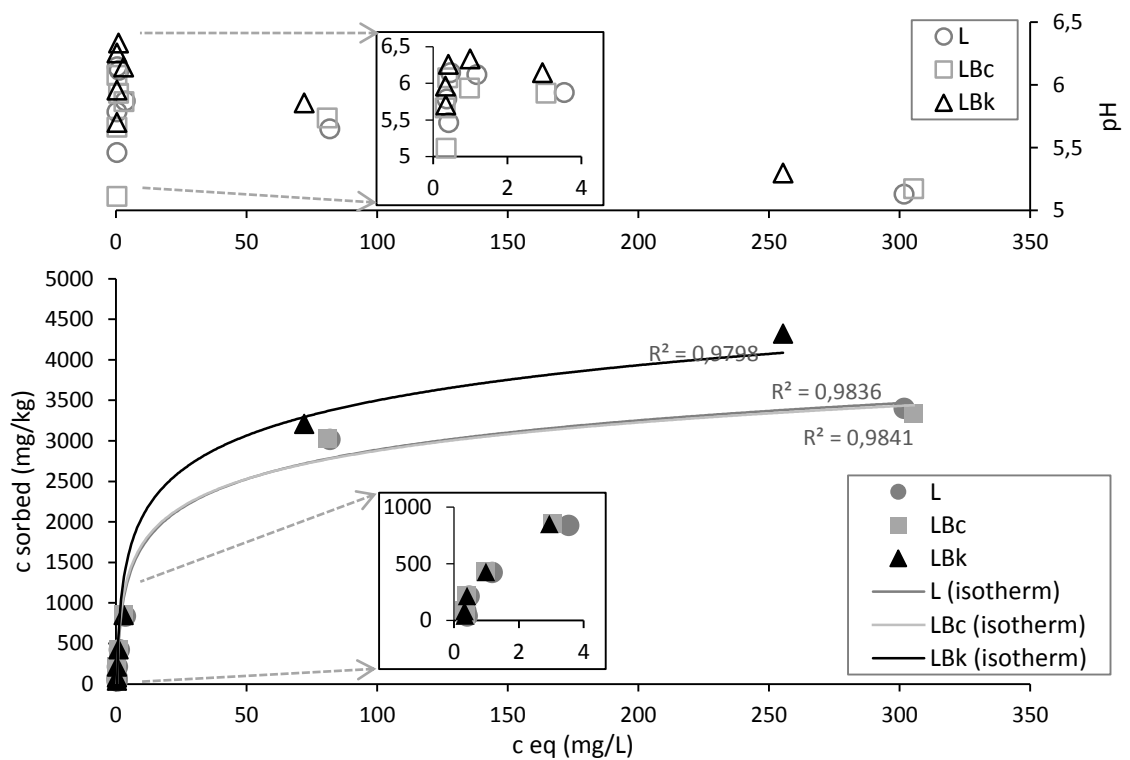 6,5
5,5
5
pH
L
LBc
LBk
6,5
6
5,5
5
0 2 4
0 50 100 150 200 250 300 350
5000
4500
4000
3500
3000
2500
2000
1500
1000
500
0
c sorbed (mg/kg)
R² = 0,9798
R² = 0,9836
R² = 0,9841
1000
500
0
0 2 4
L
LBc
LBk
L (isotherm)
LBc (isotherm)
LBk (isotherm)
0 50 100 150 200 250 300 350
c eq (mg/L)